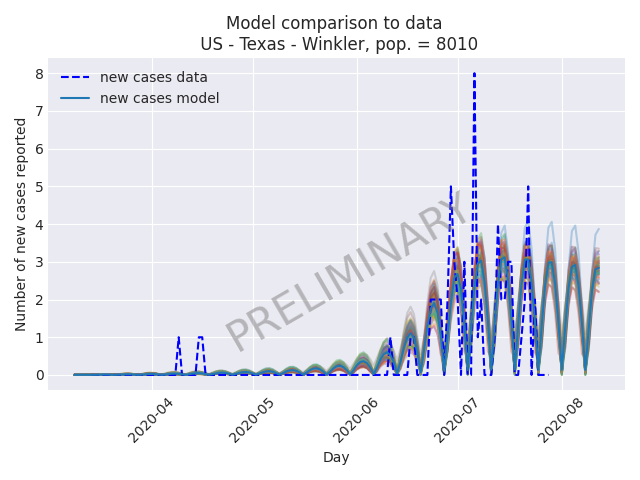 Model comparison to data
US - Texas - Winkler, pop. = 8010
new cases data
new cases model
Number of new cases reported
8
7
6
5
4
3
2
1
0
PRELIMINARY
2020-04
2020-05
2020-06
2020-07
2020-08
Day